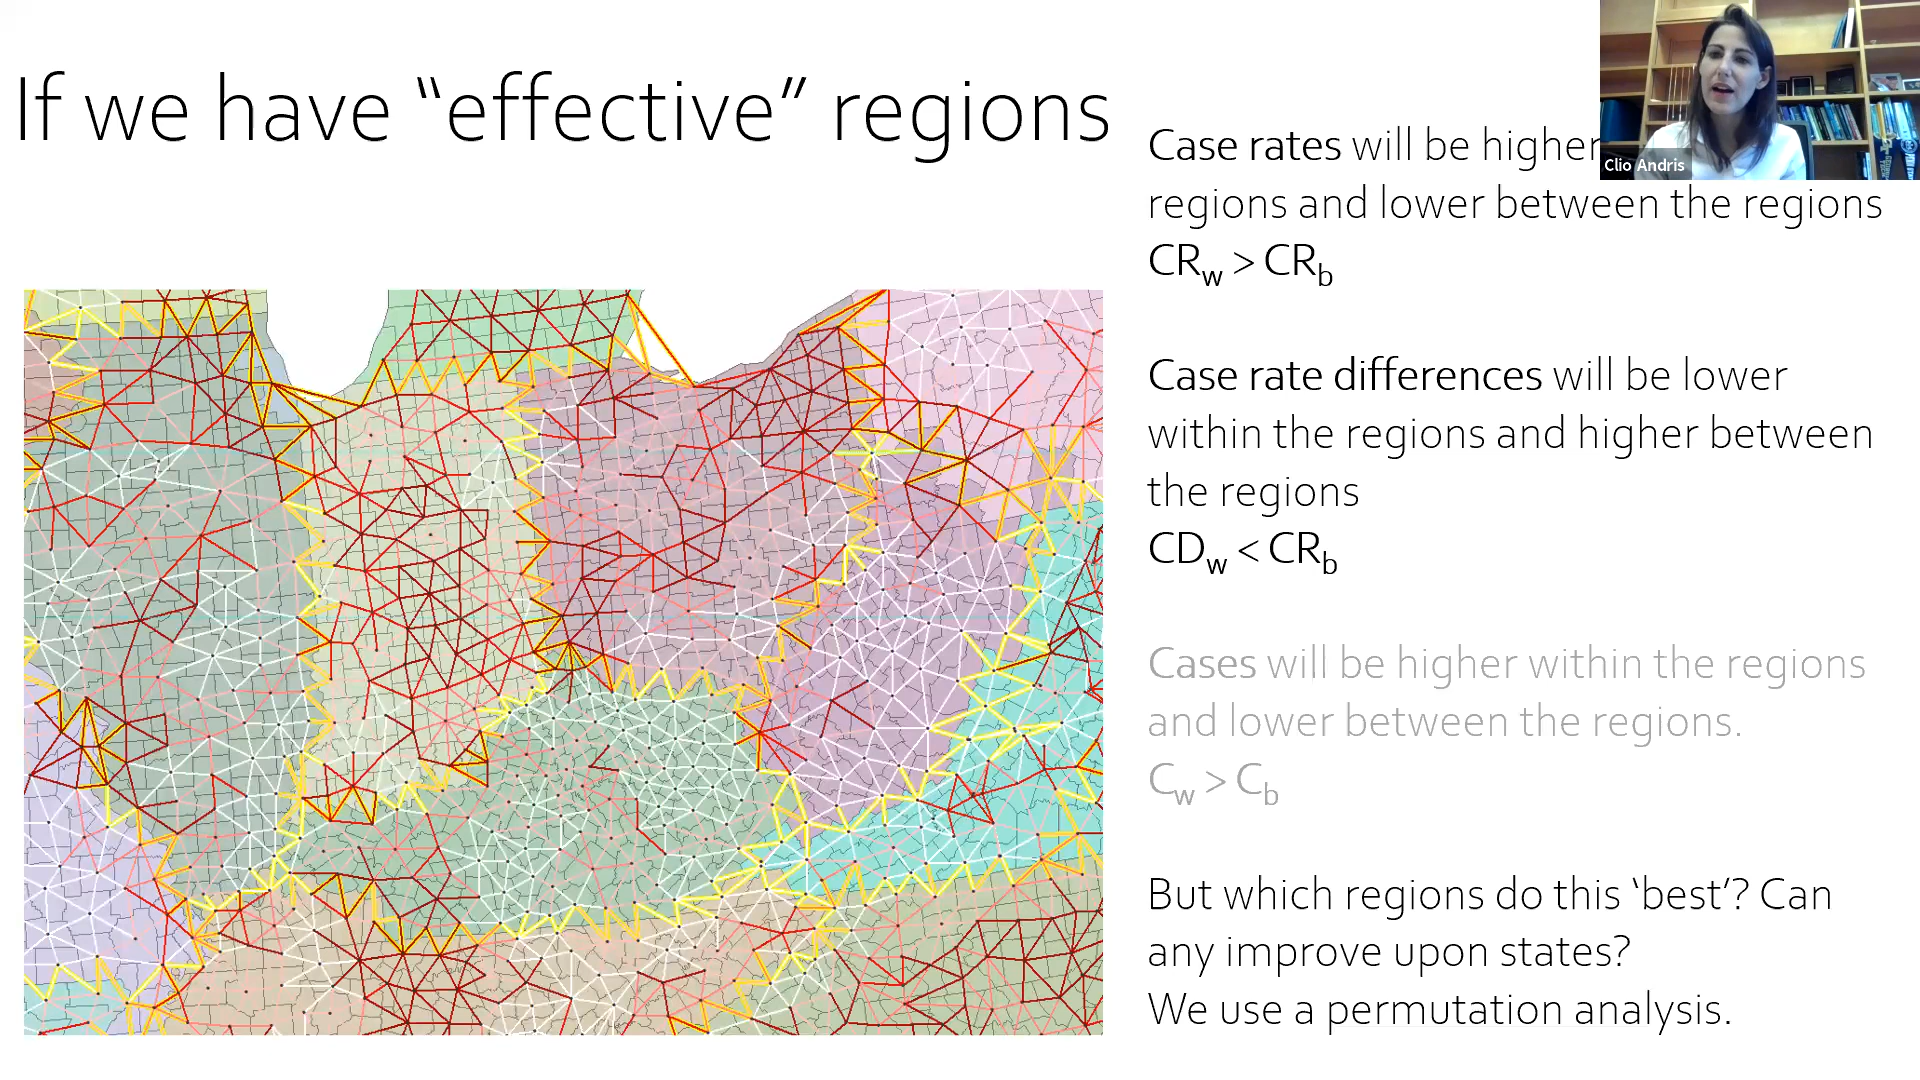 If we have “effective” regions
Case rates will be higher
regions and lower between the regions
CRw > CRb
Case rate differences will be lower
within the regions and higher between
the regions
CDw < CRb
Cases will be higher within the regions
and lower between the regions.
Cw > Cb
But which regions do this ‘best’? Can
any improve upon states?
We use a permutation analysis.
Clio Andris